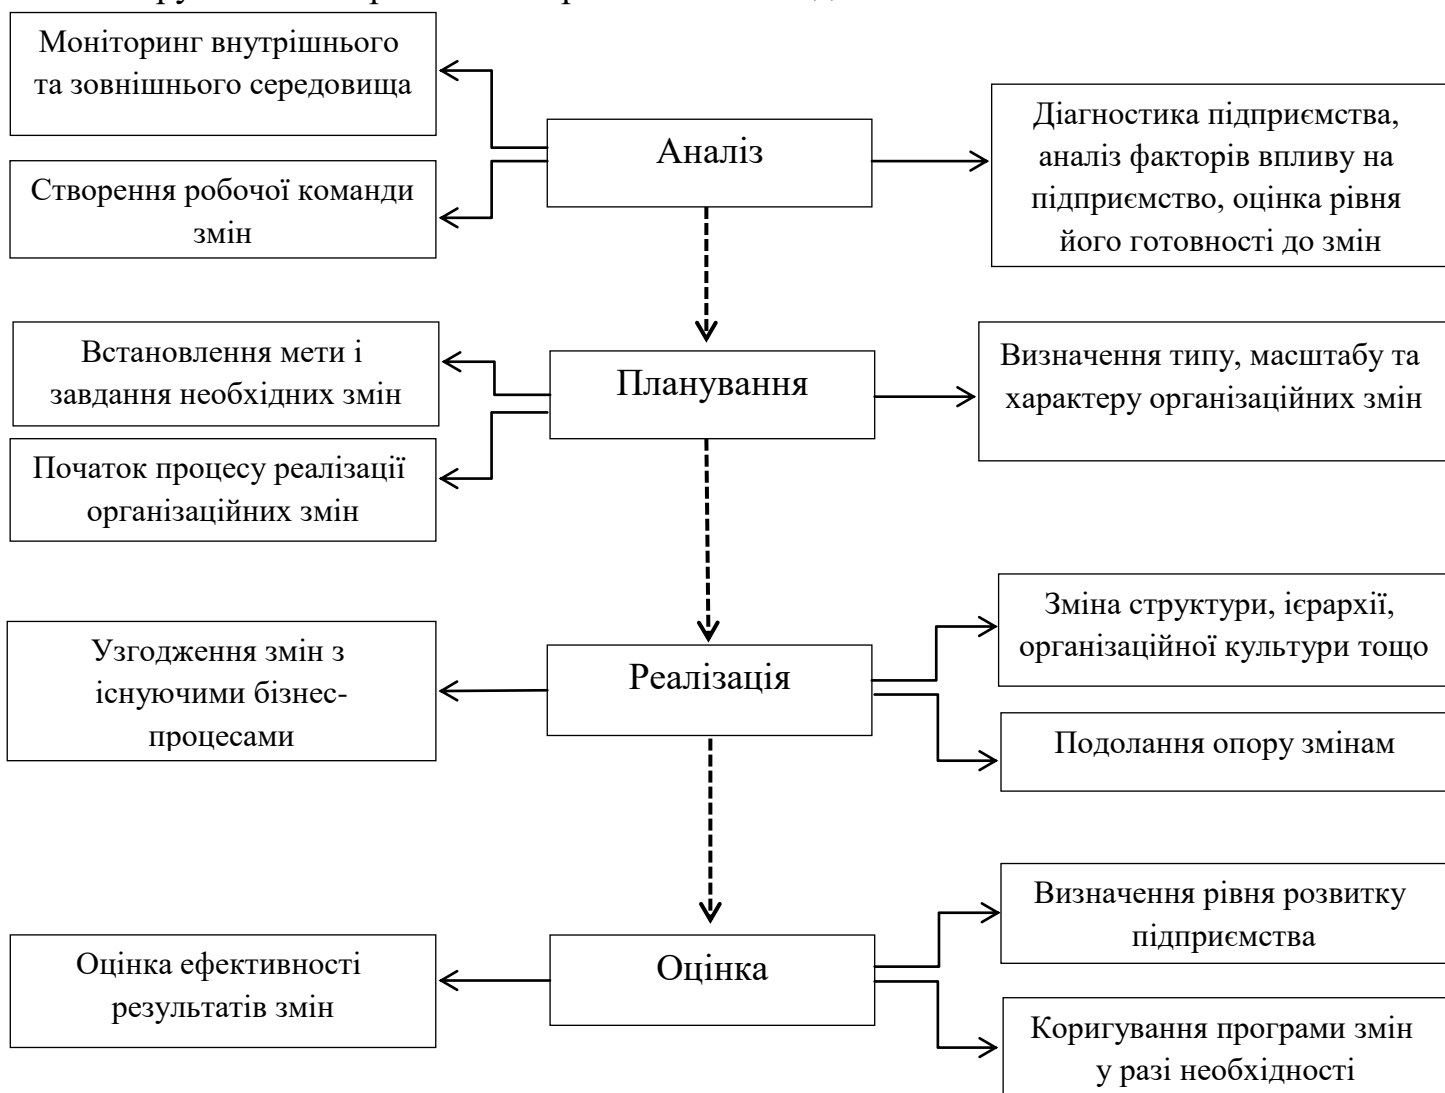 Моніторинг внутрішнього
та зовнішнього середовища
Створення робочої команди
змін
Аналіз
Діагностика підприємства,
аналіз факторів впливу на
підприємство, оцінка рівня
його готовності до змін
Встановлення мети і
завдання необхідних змін
Початок процесу реалізації
організаційних змін
Планування
Визначення типу, масштабу та
характеру організаційних змін
Узгодження змін з
існуючими бізнес-
процесами
Реалізація
Зміна структури, ієрархії,
організаційної культури тощо
Подолання опору змінам
Оцінка ефективності
результатів змін
Оцінка
Визначення рівня розвитку
підприємства
Коригування програми змін
у разі необхідності